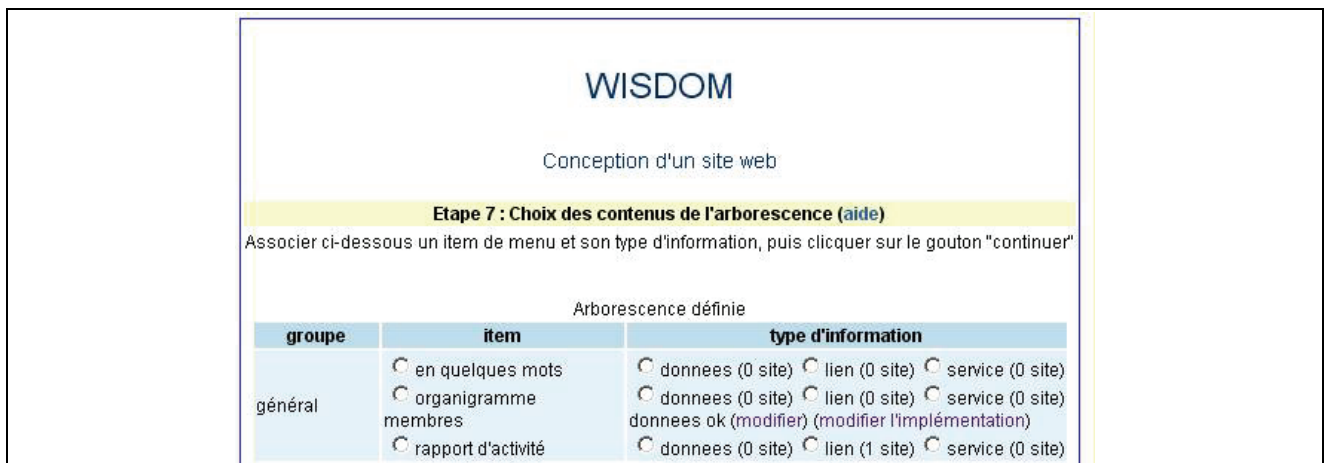 WISDOM
Conception d'un site web
Etape 7 : Choix des contenus de l'arborescence (aide)
Associer ci-dessous un item de menu et son type d'information, puis clicquer sur le gouton "continuer"
Arborescence définie
groupe item type d'information
en quelques mots donnees (0 site) lien (0 site) service (0 site)
général organigramme donnees (0 site) lien (0 site) service (0 site)
membres donnees ok (modifier) (modifier l'implémentation)
rapport d'activité donnees (0 site) lien (1 site) service (0 site)